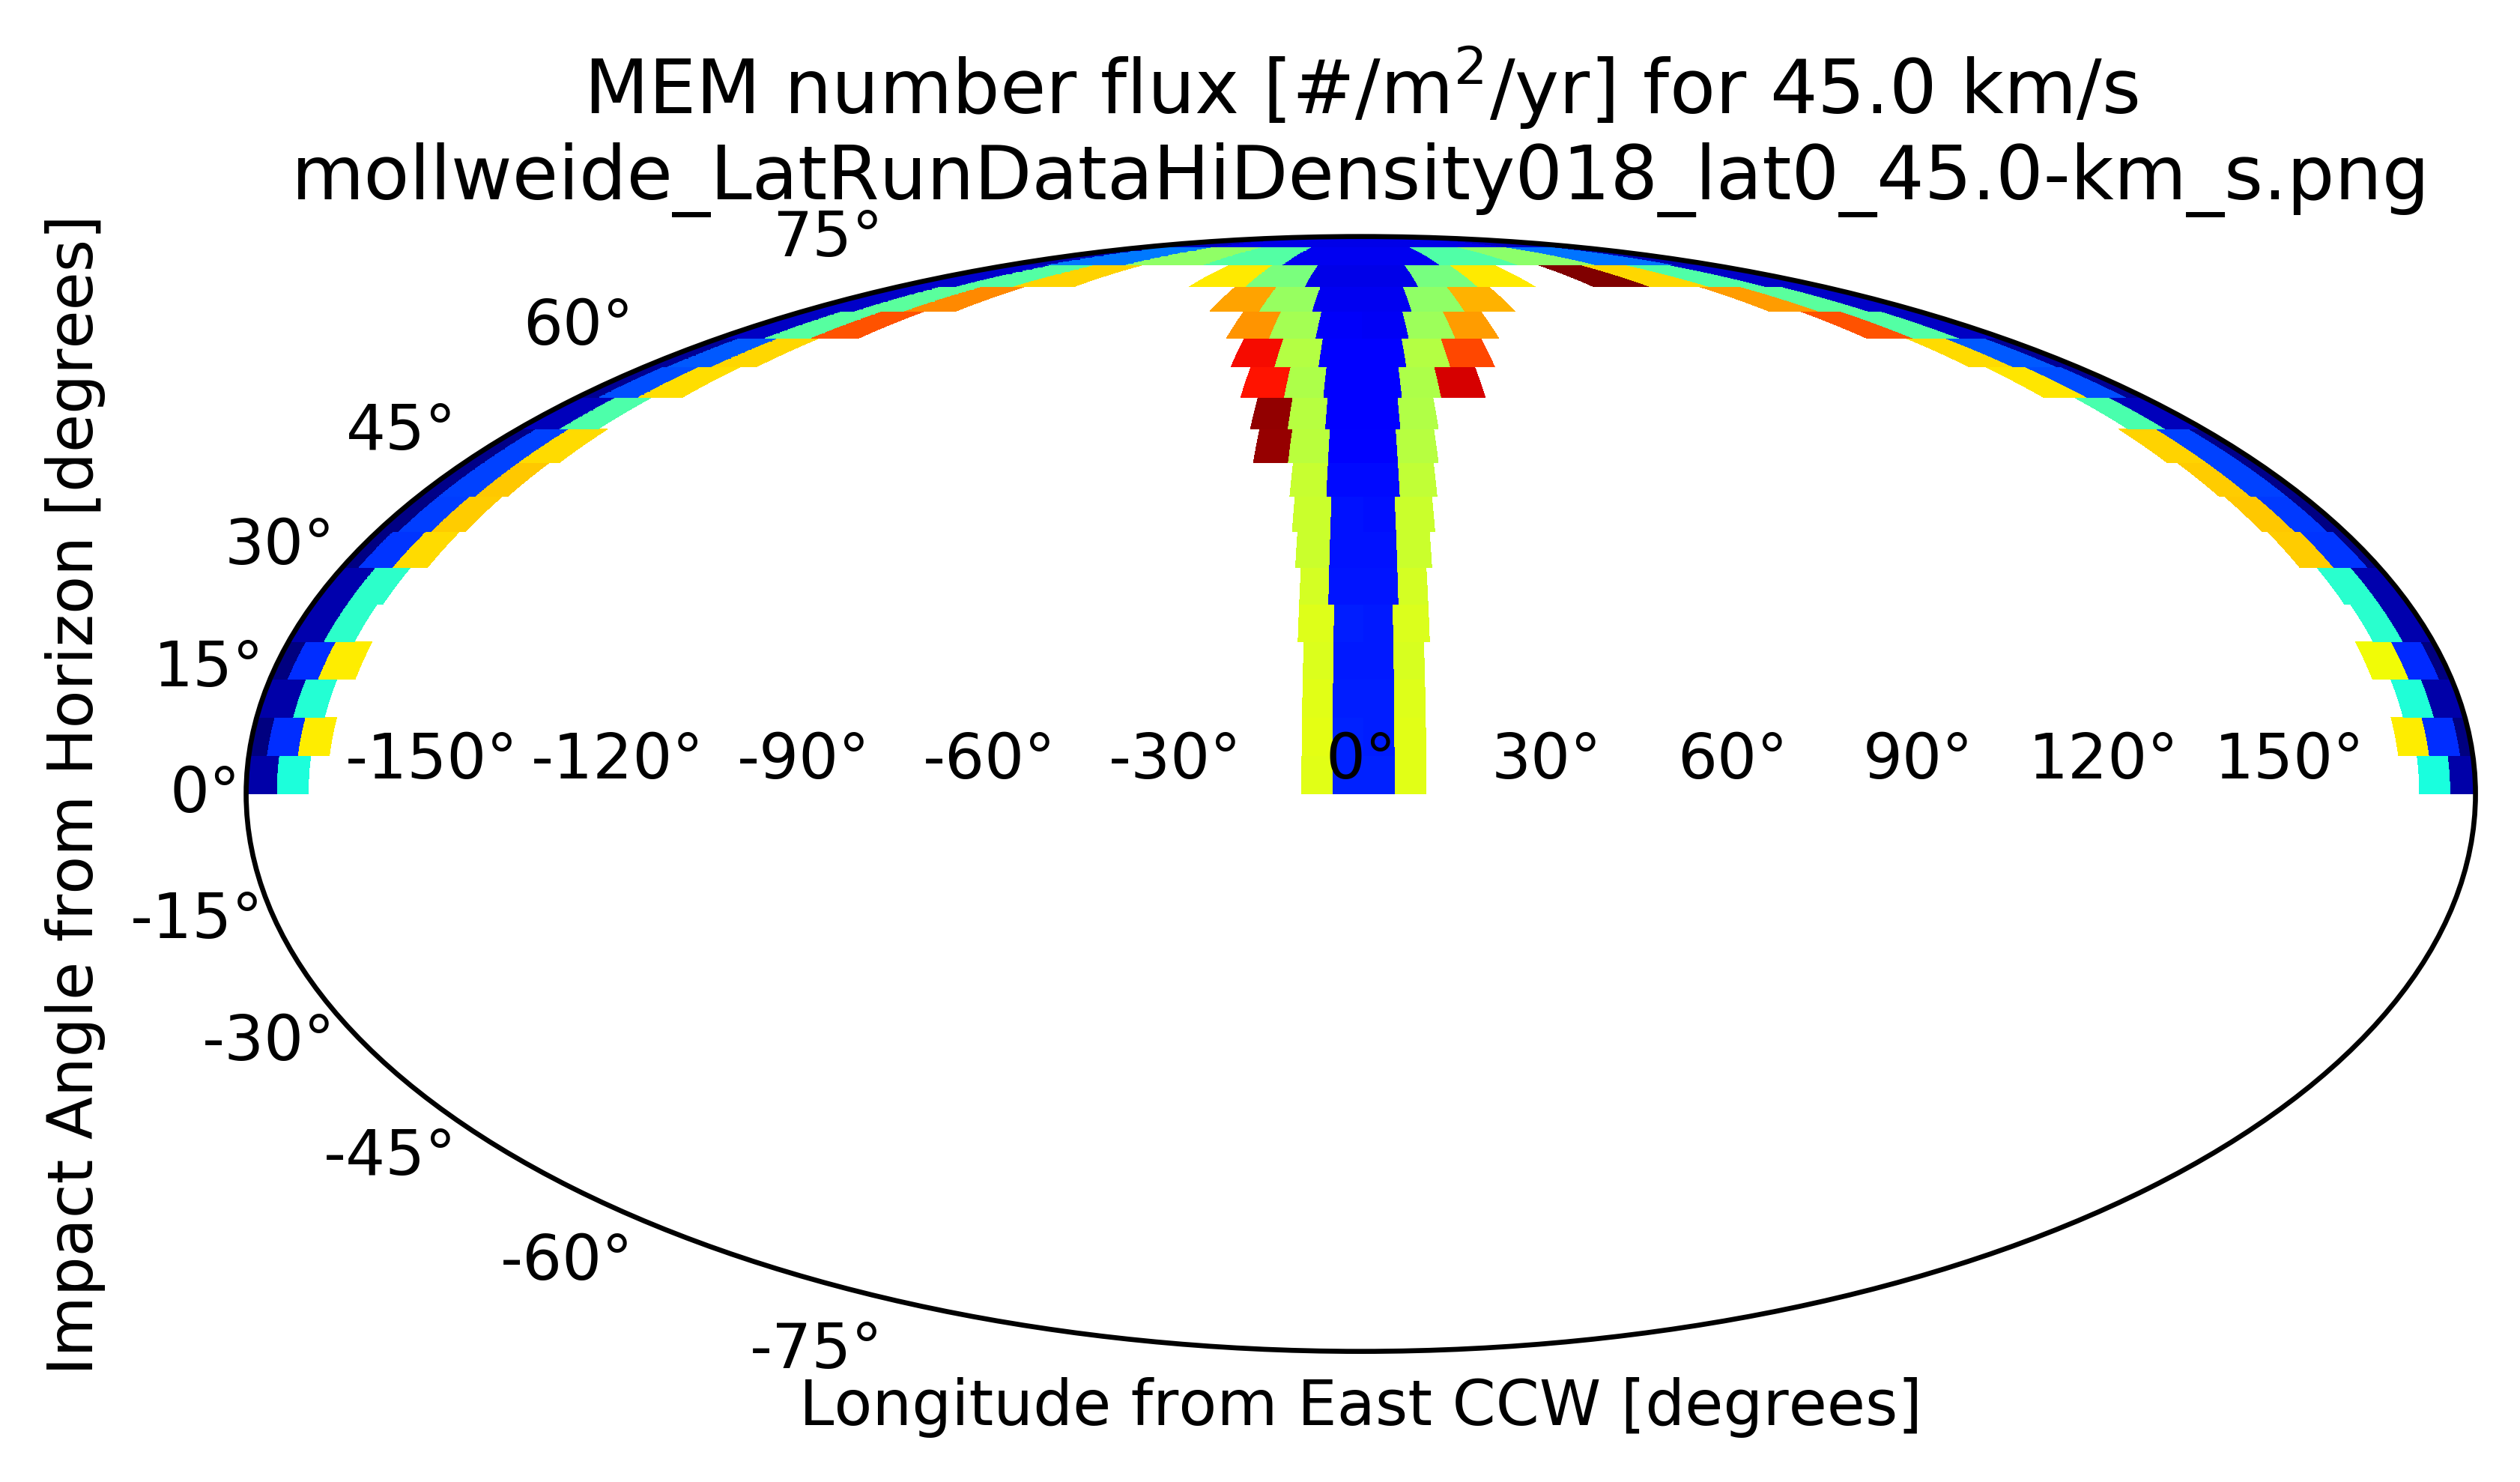 MEM number flux [#/m²/yr] for 45.0 km/s
mollweide_LatRunDataHiDensity018_lat0_45.0-km_s.png
Impact Angle from Horizon [degrees]
75°
60°
45°
30°
15°
0°
-15°
-30°
-45°
-60°
-75°
-150° -120° -90° -60° -30° 0° 30° 60° 90° 120° 150°
Longitude from East CCW [degrees]